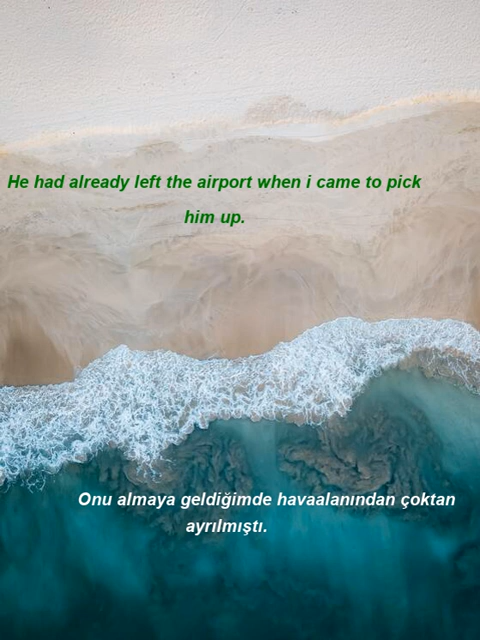 He had already left the airport when i came to pick
him up.
Onu almaya geldiğimde havaalanından çoktan
ayrılmıştı.